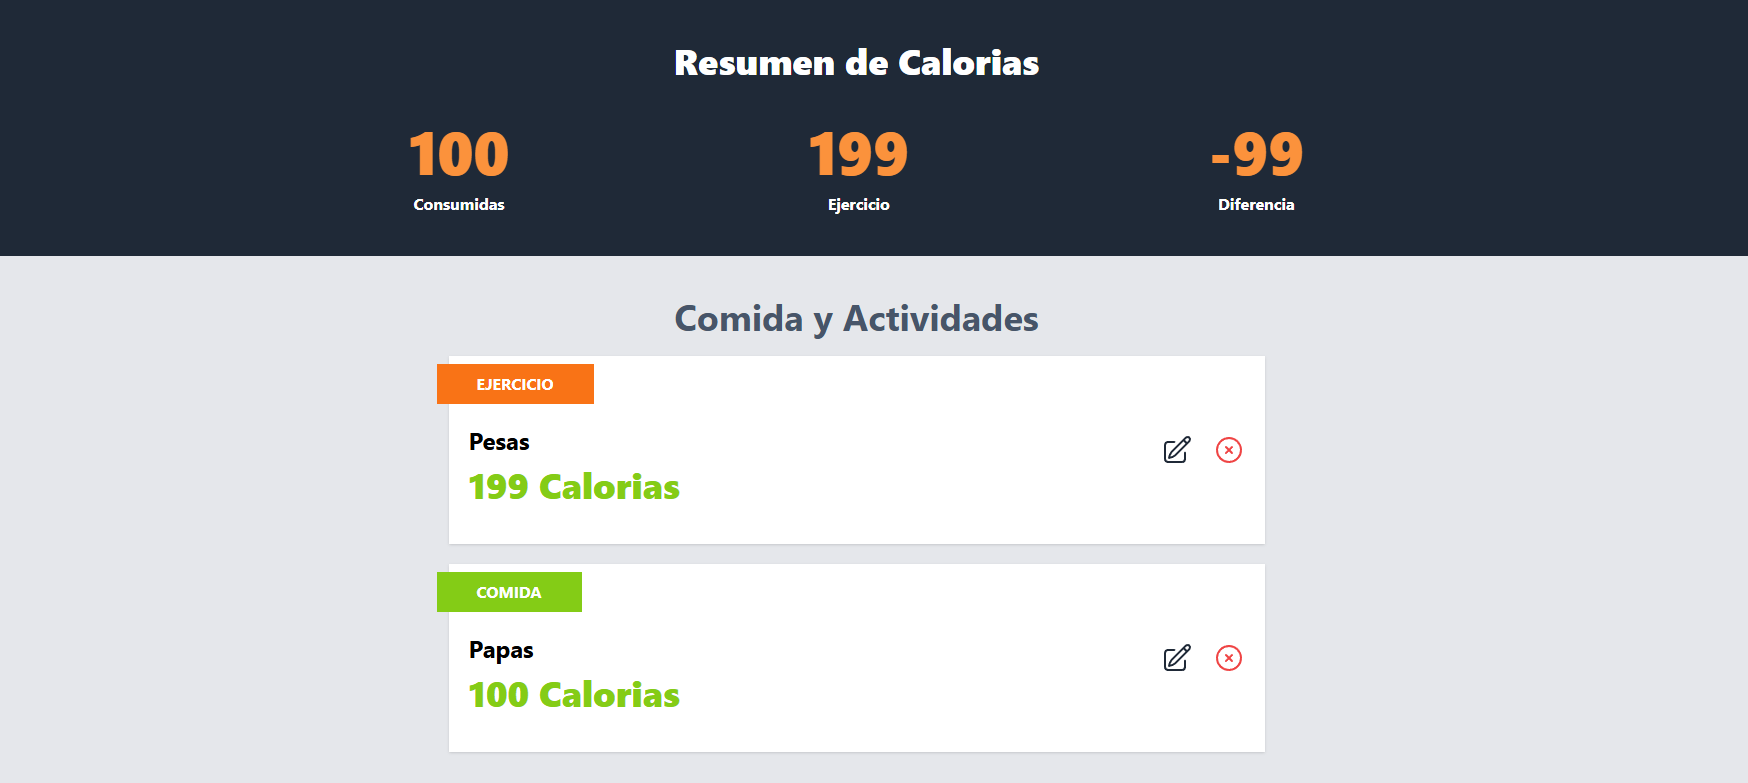 Resumen de Calorias
100 199 -99
Consumidas Ejercicio Diferencia
Comida y Actividades
EJERCICIO
Pesas
199 Calorias
COMIDA
Papas
100 Calorias